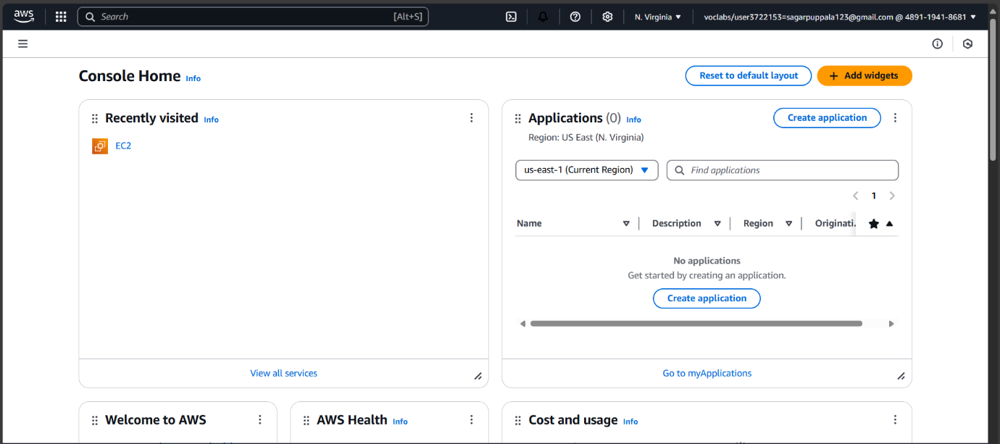 aws
Search [Alt+S]
N. Virginia
voclabs/user3722153=sagarpuppala123@gmail.com @ 4891-1941-8681
Console Home Info
Reset to default layout
Add widgets
Recently visited Info
EC2
View all services
Applications (0) Info
Create application
Region: US East (N. Virginia)
us-east-1 (Current Region)
Find applications
1
Name Description Region Originati.
No applications
Get started by creating an application.
Create application
Go to myApplications
Welcome to AWS
AWS Health Info
Cost and usage Info